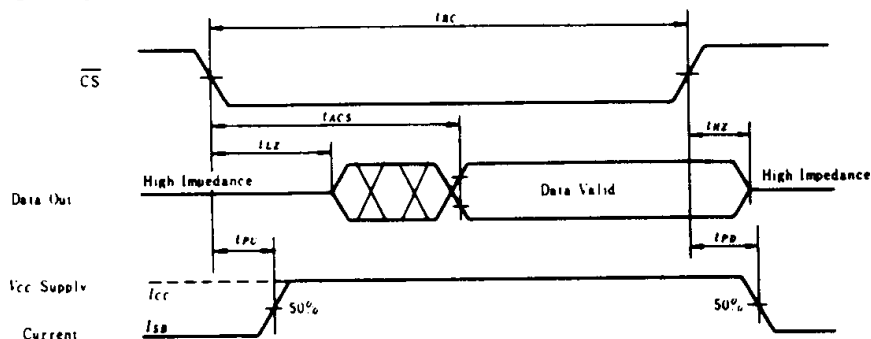 tRC
CS
tACS
tLZ
tHZ
High Impedance
High Impedance
Data Out
Data Valid
tPU
tPD
Vcc Supply
ICC
50%
50%
Current
ISB